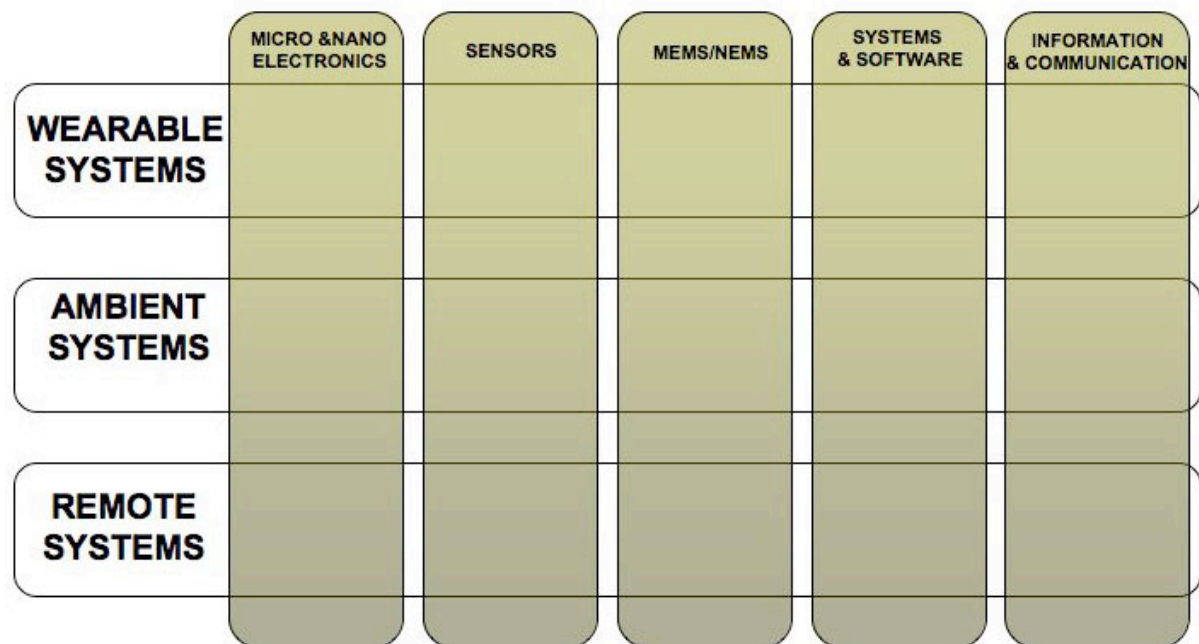 MICRO &NANO
ELECTRONICS
SENSORS
MEMS/NEMS
SYSTEMS
& SOFTWARE
INFORMATION
& COMMUNICATION
WEARABLE
SYSTEMS
AMBIENT
SYSTEMS
REMOTE
SYSTEMS